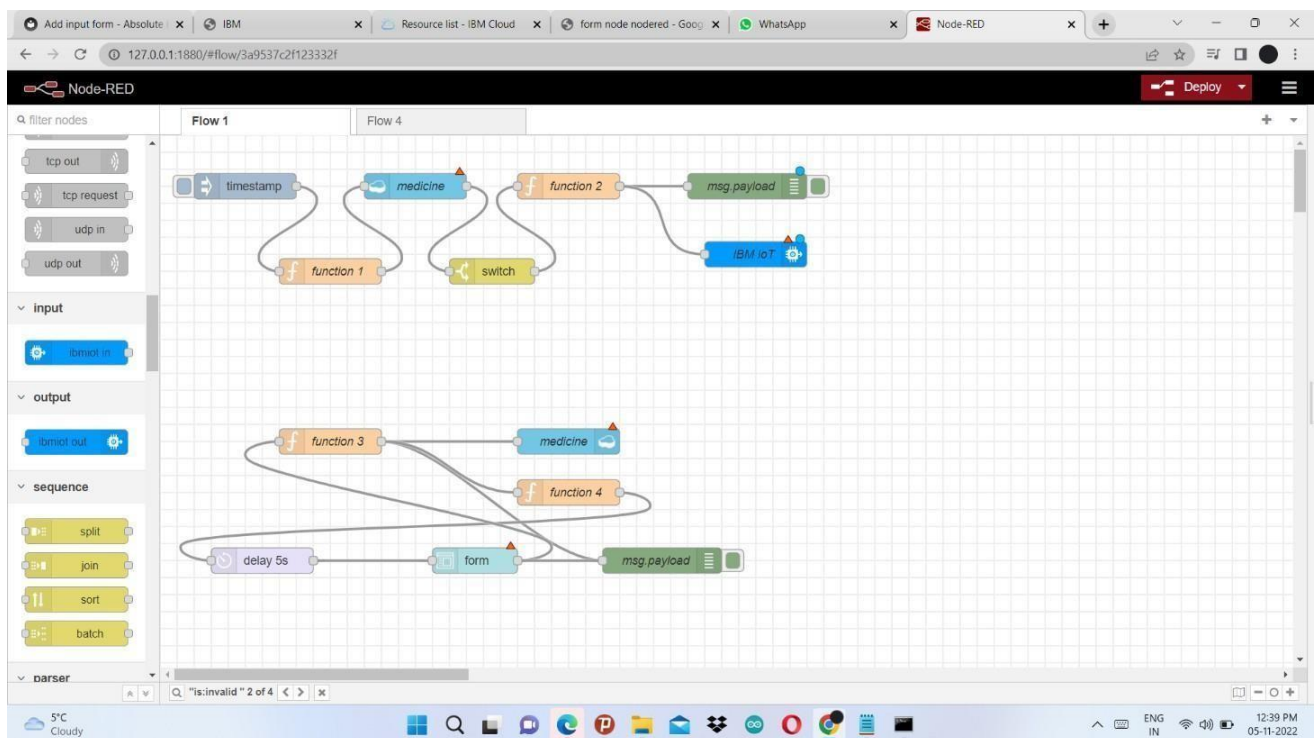 Add input form - Absolute
IBM
Resource list - IBM Cloud
form node nodered - Goog
WhatsApp
Node-RED
127.0.0.1:1880/#flow/3a9537c2f123332f
Node-RED
Deploy
filter nodes
Flow 1
Flow 4
tcp out
tcp request
udp in
udp out
input
ibmiot in
output
ibmiot out
sequence
split
join
sort
batch
parser
timestamp
medicine
function 2
msg.payload
IBM IoT
function 1
switch
function 3
medicine
function 4
delay 5s
form
msg.payload
"is:invalid " 2 of 4
5°C
Cloudy
ENG
IN
12:39 PM
05-11-2022